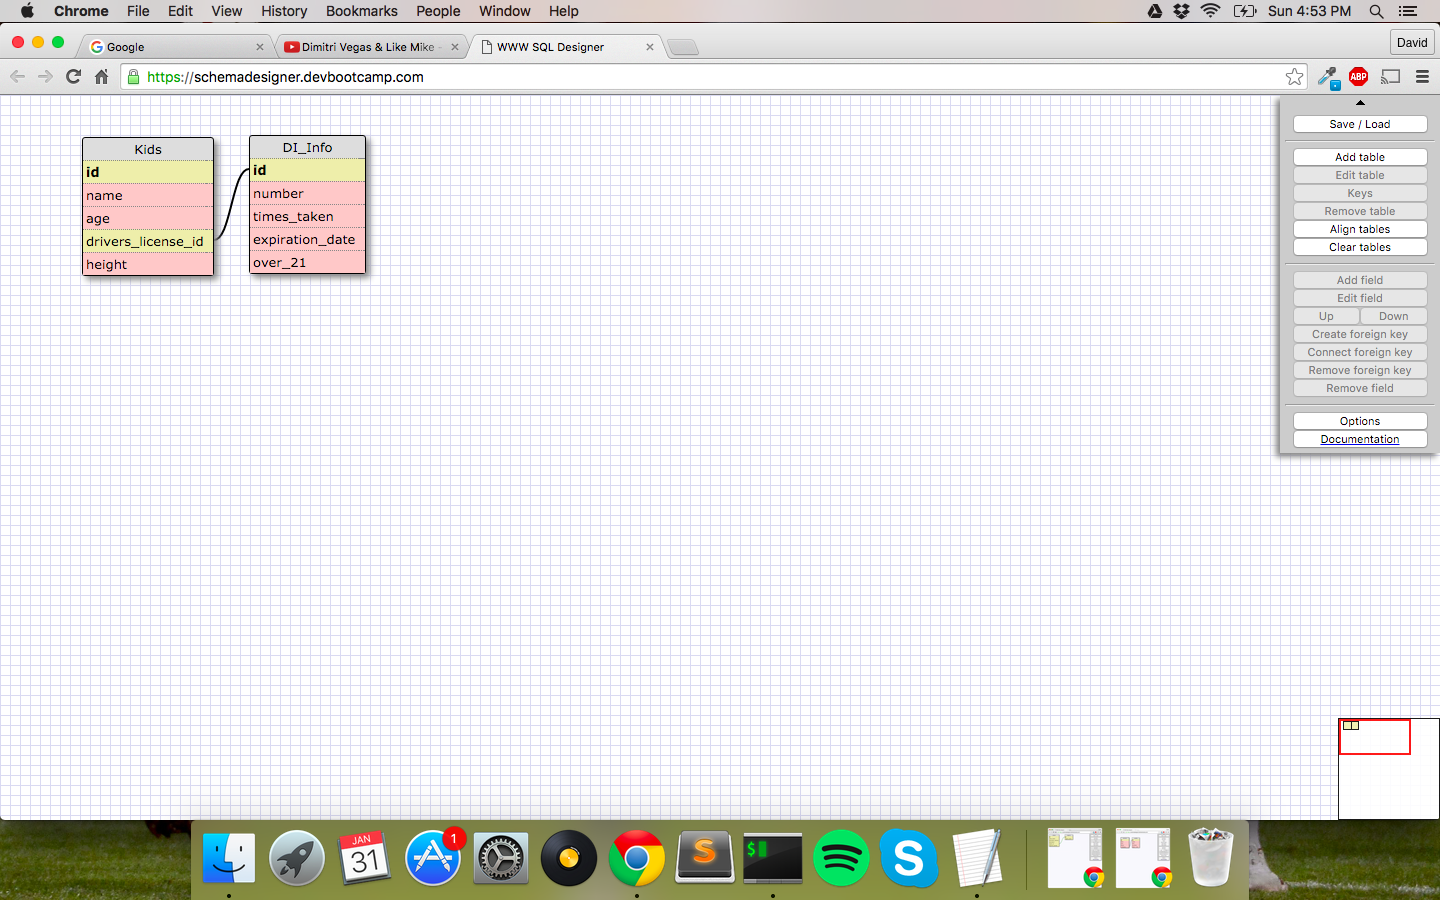 Chrome File Edit View History Bookmarks People Window Help Sun 4:53 PM
Google Dimitri Vegas & Like Mike - WWW SQL Designer David
https://schemadesigner.devbootcamp.com ABP
Kids
id
name
age
drivers_license_id
height
DI_Info
id
number
times_taken
expiration_date
over_21
Save / Load
Add table
Edit table
Keys
Remove table
Align tables
Clear tables
Add field
Edit field
Up Down
Create foreign key
Connect foreign key
Remove foreign key
Remove field
Options
Documentation
JAN
31
1
S
$
S